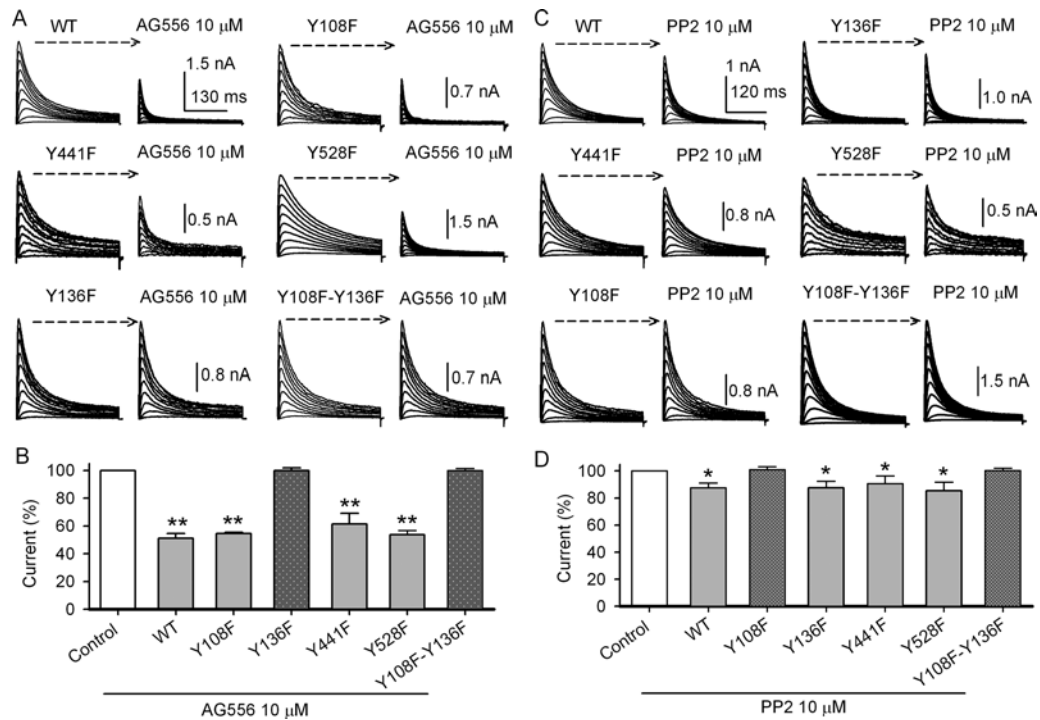 A
WT
AG556 10 μM
Y108F
AG556 10 μM
1.5 nA
130 ms
0.7 nA
Y441F
AG556 10 μM
Y528F
AG556 10 μM
0.5 nA
1.5 nA
Y136F
AG556 10 μM
Y108F-Y136F
AG556 10 μM
0.8 nA
0.7 nA
C
WT
PP2 10 μM
Y136F
PP2 10 μM
1 nA
120 ms
1.0 nA
Y441F
PP2 10 μM
Y528F
PP2 10 μM
0.8 nA
0.5 nA
Y108F
PP2 10 μM
Y108F-Y136F
PP2 10 μM
0.8 nA
1.5 nA
B
Current (%)
100
80
60
40
20
0
**
**
**
**
Control
WT
Y108F
Y136F
Y441F
Y528F
Y108F-Y136F
AG556 10 μM
D
Current (%)
100
80
60
40
20
0
*
*
*
*
Control
WT
Y108F
Y136F
Y441F
Y528F
Y108F-Y136F
PP2 10 μM